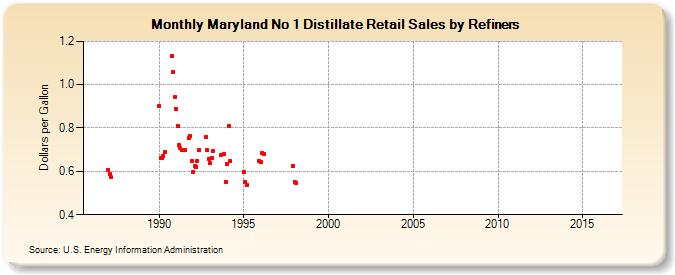 Monthly Maryland No 1 Distillate Retail Sales by Refiners
Dollars per Gallon
1.2
1.0
0.8
0.6
0.4
1990 1995 2000 2005 2010 2015
Source: U.S. Energy Information Administration